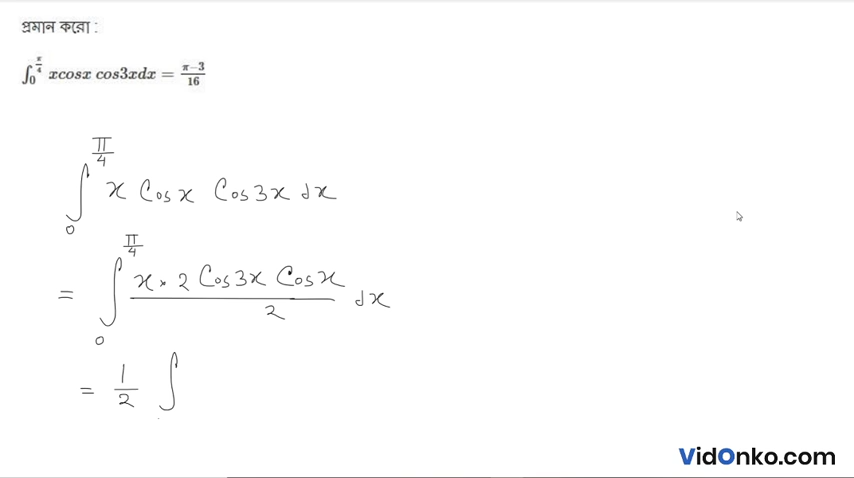 প্রমান করো :
∫₀^{π/4} xcosx cos3xdx = (π−3)/16
∫₀^{π/4} x Cosx Cos3x dx
= ∫₀^{π/4} (x × 2 Cos3x Cosx)/2 dx
= 1/2 ∫
VidOnko.com